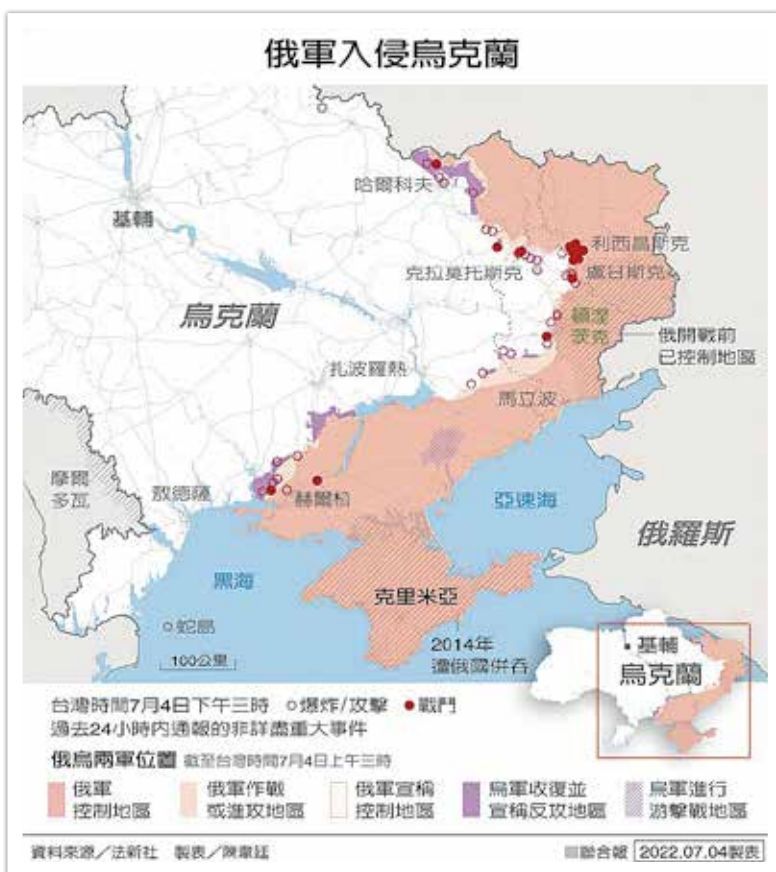 俄軍入侵烏克蘭
哈爾科夫
基輔
利西昌斯克
克拉莫托斯克
盧甘斯克
烏克蘭
頓涅
茨克
俄開戰前
已控制地區
扎波羅熱
馬立波
摩爾
多瓦
敖德薩
赫爾松
亞速海
俄羅斯
黑海
克里米亞
蛇島
2014年
遭俄國併吞
100公里
基輔
烏克蘭
台灣時間7月4日下午三時 爆炸/攻擊 戰鬥
過去24小時內通報的非詳盡重大事件
俄烏兩軍位置 截至台灣時間7月4日上午三時
俄軍
控制地區
俄軍作戰
或進攻地區
俄軍宣稱
控制地區
烏軍收復並
宣稱反攻地區
烏軍進行
游擊戰地區
資料來源/法新社 製表/陳韋廷
聯合報 2022.07.04製表